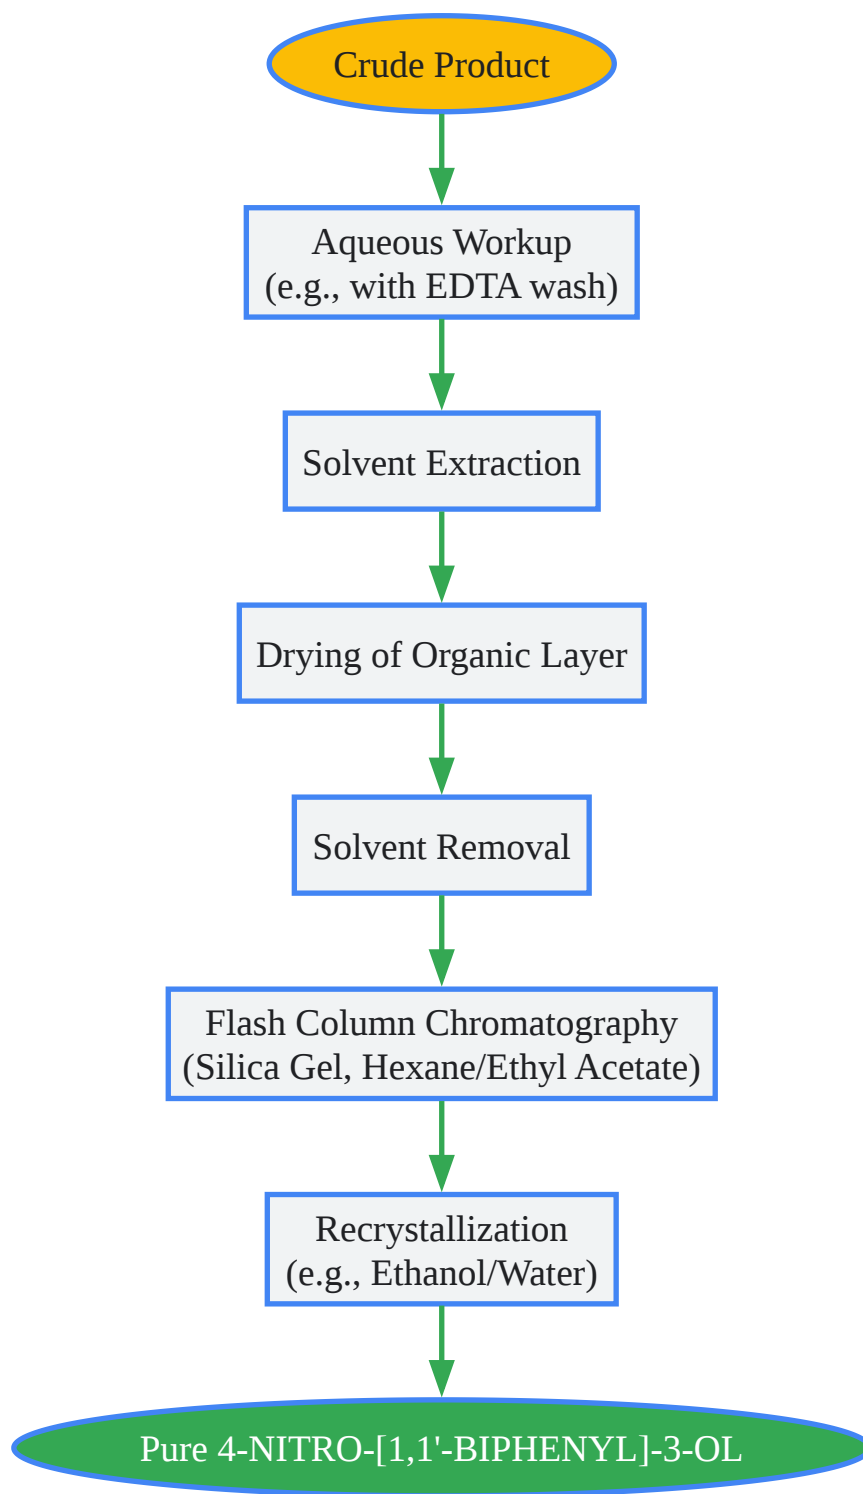 Crude Product
Aqueous Workup
(e.g., with EDTA wash)
Solvent Extraction
Drying of Organic Layer
Solvent Removal
Flash Column Chromatography
(Silica Gel, Hexane/Ethyl Acetate)
Recrystallization
(e.g., Ethanol/Water)
Pure 4-NITRO-[1,1'-BIPHENYL]-3-OL